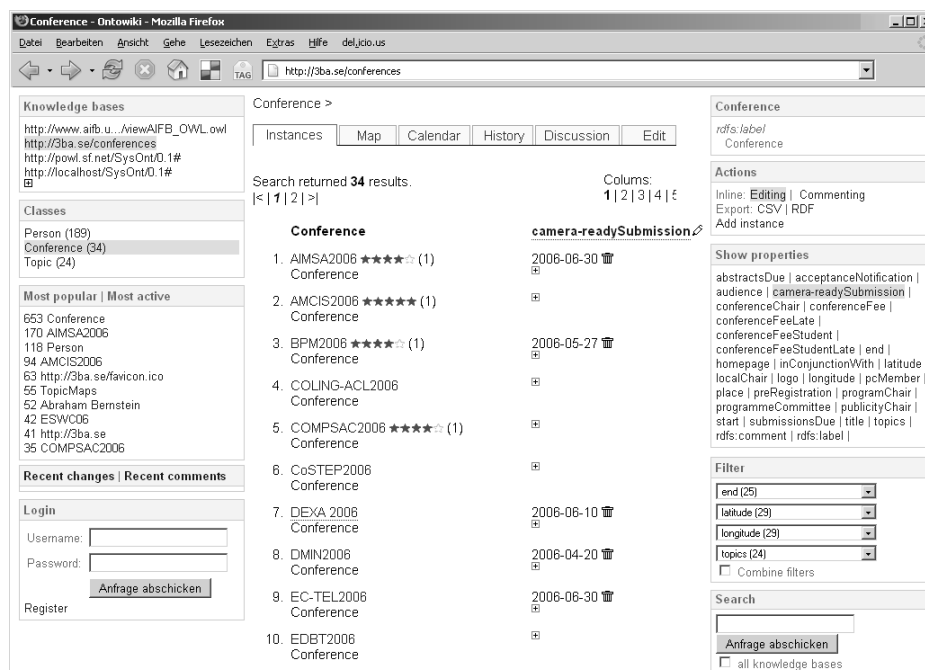 Conference - Ontowiki - Mozilla Firefox
Datei Bearbeiten Ansicht Gehe Lesezeichen Extras Hilfe del.icio.us
TAG http://3ba.se/conferences
Knowledge bases
http://www.aifb.u.../viewAIFB_OWL.owl
http://3ba.se/conferences
http://powl.sf.net/SysOnt/0.1#
http://localhost/SysOnt/0.1#
Classes
Person (189)
Conference (34)
Topic (24)
Most popular | Most active
653 Conference
170 AIMSA2006
118 Person
94 AMCIS2006
63 http://3ba.se/favicon.ico
55 TopicMaps
52 Abraham Bernstein
42 ESWC06
41 http://3ba.se
35 COMPSAC2006
Recent changes | Recent comments
Login
Username:
Password:
Anfrage abschicken
Register
Conference >
Instances Map Calendar History Discussion Edit
Search returned 34 results.
|< | 1 | 2 | >|
Colums:
1 | 2 | 3 | 4 | 5
Conference camera-readySubmission
1. AIMSA2006 ★★★★☆ (1) 2006-06-30
Conference
2. AMCIS2006 ★★★★★ (1)
Conference
3. BPM2006 ★★★★☆ (1) 2006-05-27
Conference
4. COLING-ACL2006
Conference
5. COMPSAC2006 ★★★★☆ (1)
Conference
6. CoSTEP2006
Conference
7. DEXA 2006 2006-06-10
Conference
8. DMIN2006 2006-04-20
Conference
9. EC-TEL2006 2006-06-30
Conference
10. EDBT2006
Conference
Conference
rdfs:label
Conference
Actions
Inline: Editing | Commenting
Export: CSV | RDF
Add instance
Show properties
abstractsDue | acceptanceNotification |
audience | camera-readySubmission |
conferenceChair | conferenceFee |
conferenceFeeLate |
conferenceFeeStudent |
conferenceFeeStudentLate | end |
homepage | inConjunctionWith | latitude
localChair | logo | longitude | pcMember |
place | preRegistration | programChair |
programmeCommittee | publicityChair |
start | submissionsDue | title | topics |
rdfs:comment | rdfs:label |
Filter
end (25)
latitude (29)
longitude (29)
topics (24)
Combine filters
Search
Anfrage abschicken
all knowledge bases